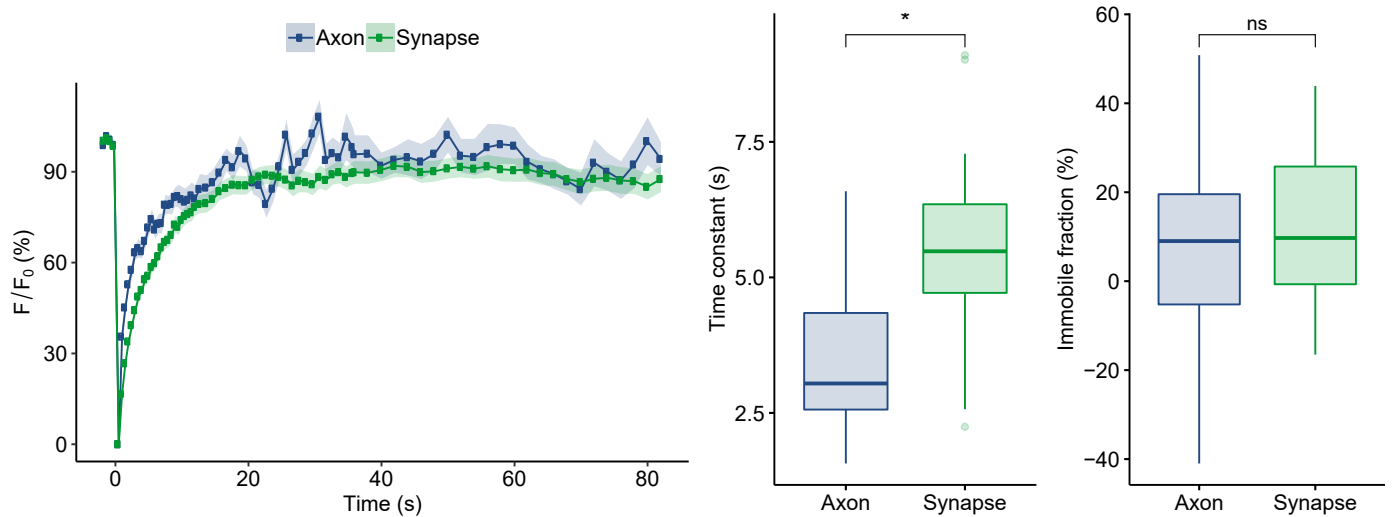 Axon Synapse
F/F0 (%)
90
60
30
0
0 20 40 60 80
Time (s)
Time constant (s)
7.5
5.0
2.5
*
Axon Synapse
Immobile fraction (%)
60
40
20
0
−20
−40
ns
Axon Synapse